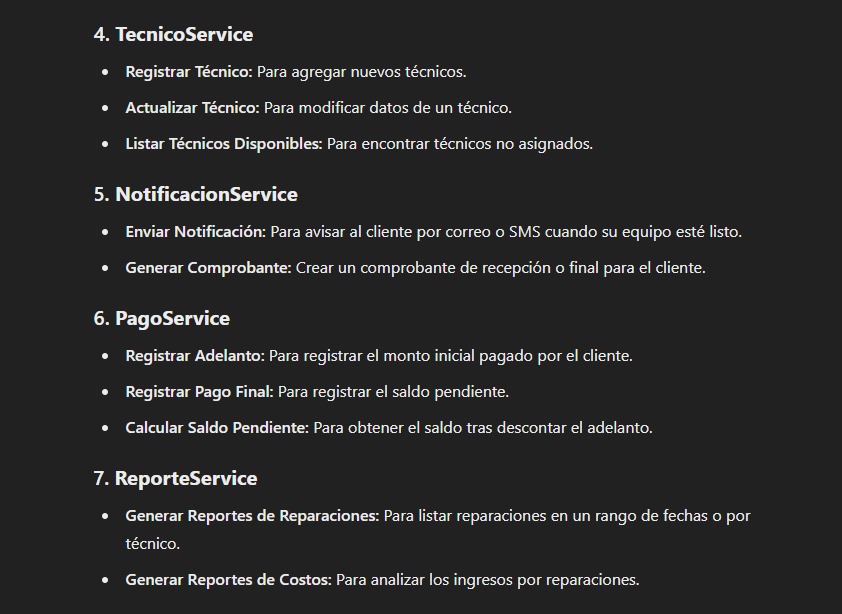 4. TecnicoService
• Registrar Técnico: Para agregar nuevos técnicos.
• Actualizar Técnico: Para modificar datos de un técnico.
• Listar Técnicos Disponibles: Para encontrar técnicos no asignados.
5. NotificacionService
• Enviar Notificación: Para avisar al cliente por correo o SMS cuando su equipo esté listo.
• Generar Comprobante: Crear un comprobante de recepción o final para el cliente.
6. PagoService
• Registrar Adelanto: Para registrar el monto inicial pagado por el cliente.
• Registrar Pago Final: Para registrar el saldo pendiente.
• Calcular Saldo Pendiente: Para obtener el saldo tras descontar el adelanto.
7. ReporteService
• Generar Reportes de Reparaciones: Para listar reparaciones en un rango de fechas o por
técnico.
• Generar Reportes de Costos: Para analizar los ingresos por reparaciones.